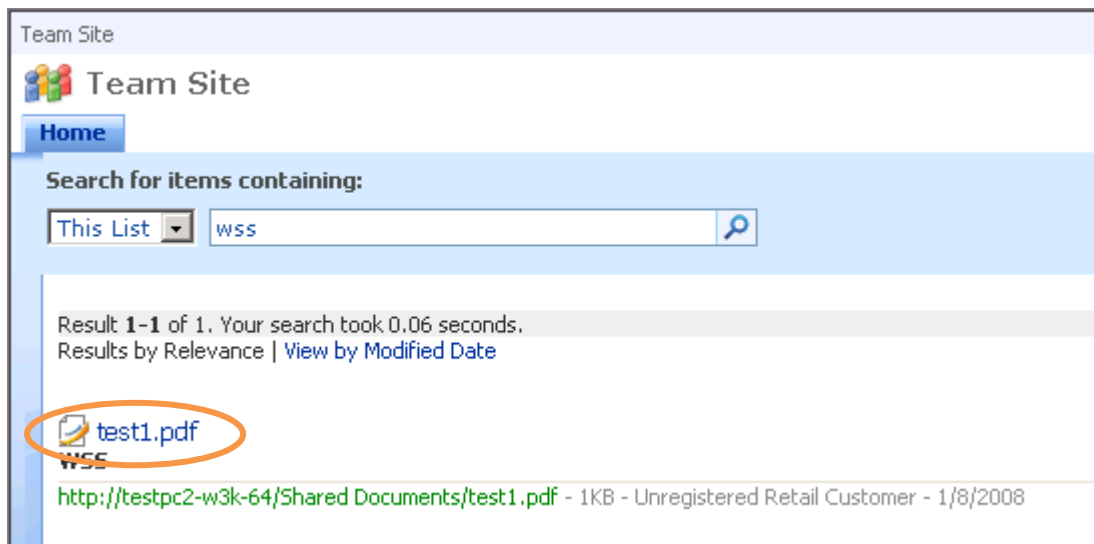 Team Site
Team Site
Home
Search for items containing:
This List wss
Result 1-1 of 1. Your search took 0.06 seconds.
Results by Relevance | View by Modified Date
test1.pdf
wss
http://testpc2-w3k-64/Shared Documents/test1.pdf - 1KB - Unregistered Retail Customer - 1/8/2008